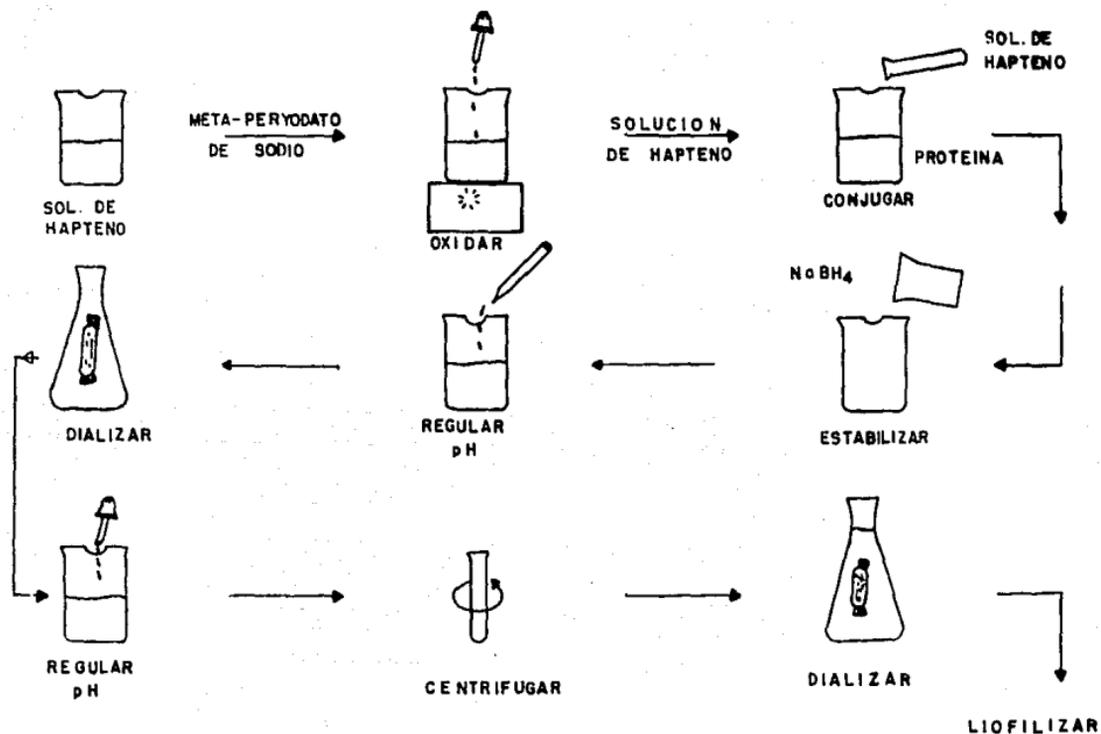 SOL. DE
HAPTENO
META-PERYODATO
DE SODIO
OXIDAR
SOLUCION
DE HAPTENO
SOL. DE
HAPTENO
PROTEINA
CONJUGAR
NaBH4
ESTABILIZAR
REGULAR
pH
DIALIZAR
REGULAR
pH
CENTRIFUGAR
DIALIZAR
LIOFILIZAR